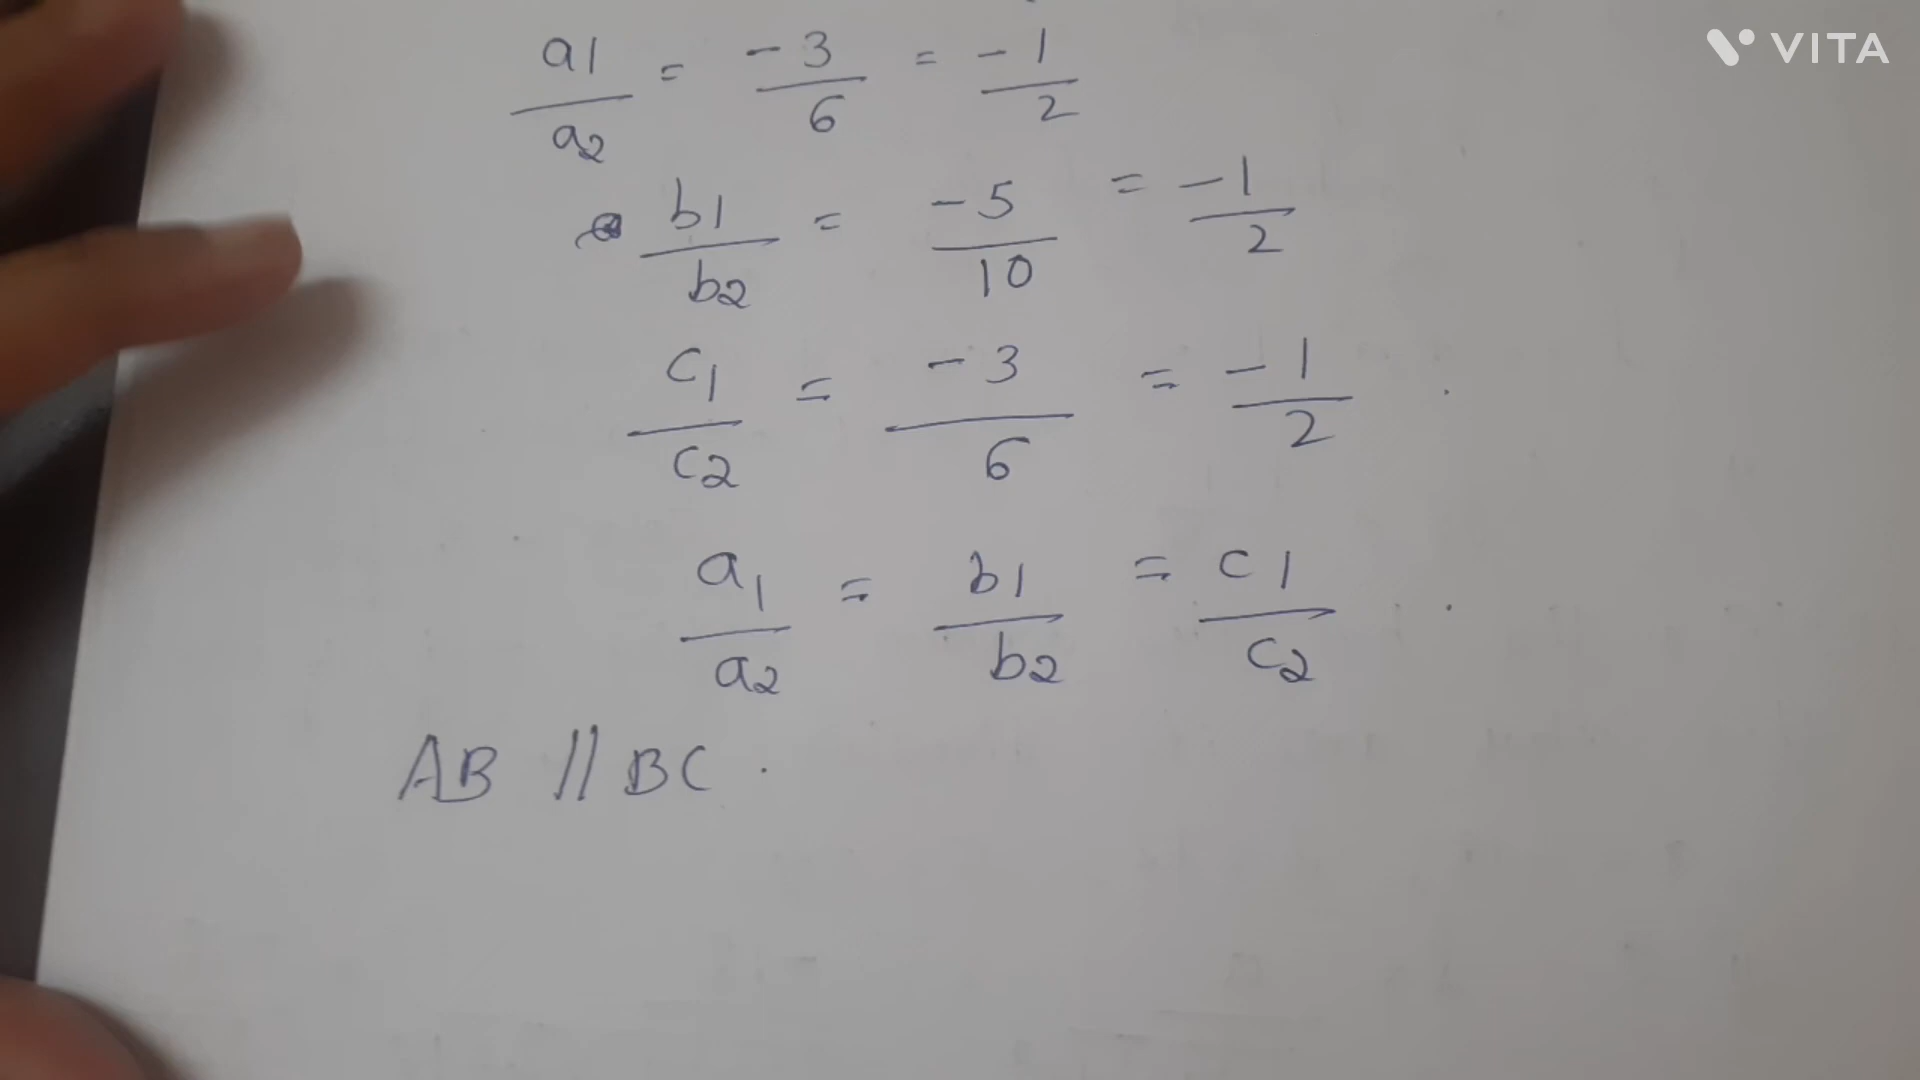 VITA
a1/a2 = -3/6 = -1/2
b1/b2 = -5/10 = -1/2
c1/c2 = -3/6 = -1/2
a1/a2 = b1/b2 = c1/c2
AB // BC.